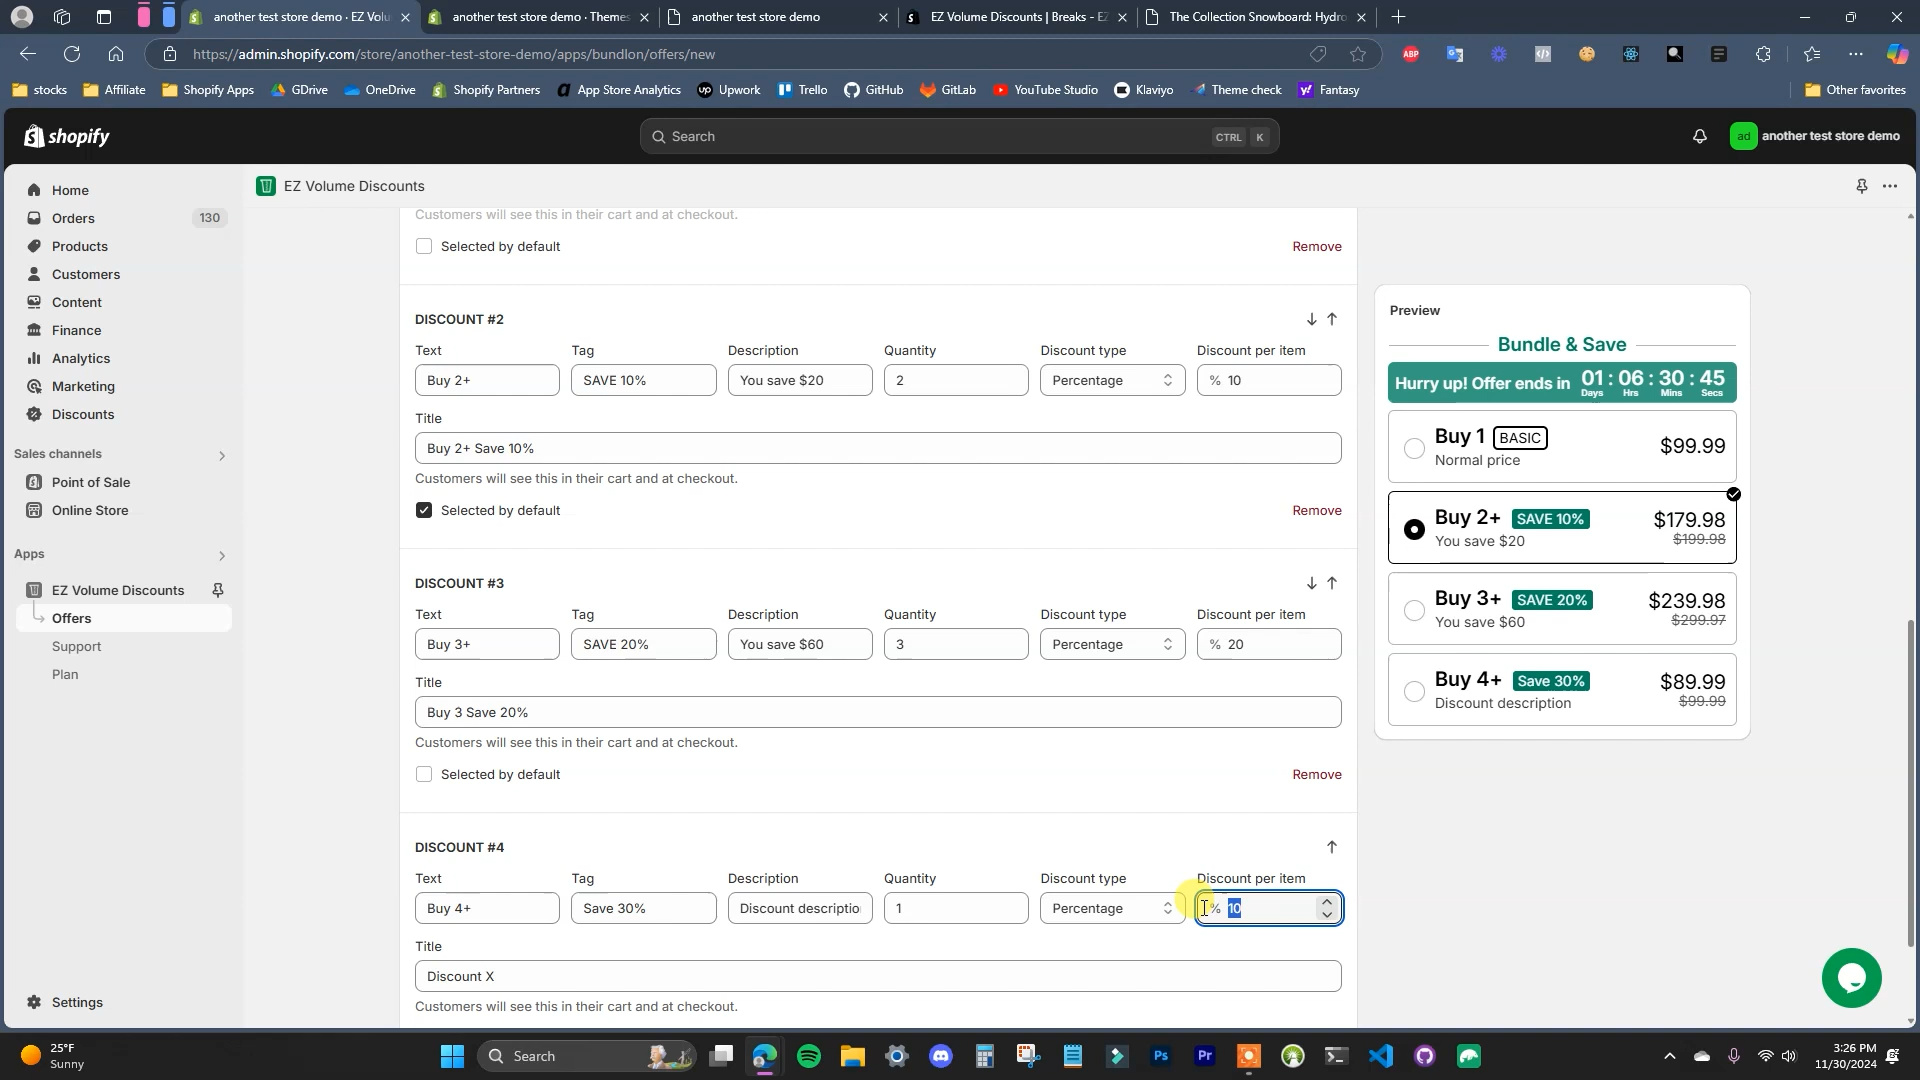 another test store demo · EZ Volu
another test store demo · Themes
another test store demo
EZ Volume Discounts | Breaks - EZ
The Collection Snowboard: Hydro
https://admin.shopify.com/store/another-test-store-demo/apps/bundlon/offers/new
ABP
stocks
Affiliate
Shopify Apps
GDrive
OneDrive
Shopify Partners
App Store Analytics
Upwork
Trello
GitHub
GitLab
YouTube Studio
Klaviyo
Theme check
Fantasy
Other favorites
shopify
Search
CTRL K
ad another test store demo
Home
Orders 130
Products
Customers
Content
Finance
Analytics
Marketing
Discounts
Sales channels
Point of Sale
Online Store
Apps
EZ Volume Discounts
Offers
Support
Plan
Settings
EZ Volume Discounts
Customers will see this in their cart and at checkout.
Selected by default Remove
DISCOUNT #2
Text Tag Description Quantity Discount type Discount per item
Buy 2+ SAVE 10% You save $20 2 Percentage % 10
Title
Buy 2+ Save 10%
Customers will see this in their cart and at checkout.
Selected by default Remove
DISCOUNT #3
Text Tag Description Quantity Discount type Discount per item
Buy 3+ SAVE 20% You save $60 3 Percentage % 20
Title
Buy 3 Save 20%
Customers will see this in their cart and at checkout.
Selected by default Remove
DISCOUNT #4
Text Tag Description Quantity Discount type Discount per item
Buy 4+ Save 30% Discount descriptio 1 Percentage % 10
Title
Discount X
Customers will see this in their cart and at checkout.
Preview
Bundle & Save
Hurry up! Offer ends in 01 : 06 : 30 : 45
Days Hrs Mins Secs
Buy 1 BASIC $99.99
Normal price
Buy 2+ SAVE 10% $179.98
You save $20 $199.98
Buy 3+ SAVE 20% $239.98
You save $60 $299.97
Buy 4+ Save 30% $89.99
Discount description $99.99
25°F
Sunny
Search
Ps
Pr
3:26 PM
11/30/2024